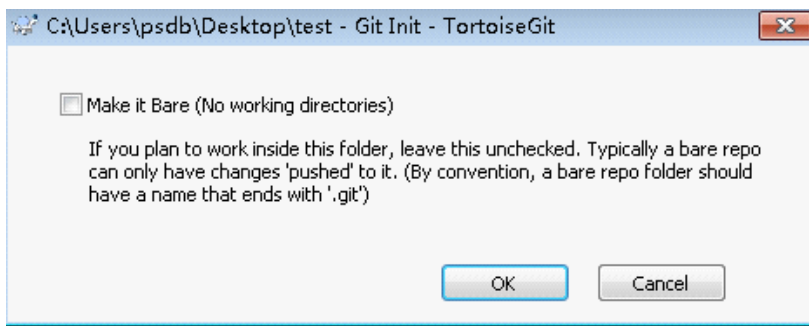 C:\Users\psdb\Desktop\test - Git Init - TortoiseGit
Make it Bare (No working directories)
If you plan to work inside this folder, leave this unchecked. Typically a bare repo
can only have changes 'pushed' to it. (By convention, a bare repo folder should
have a name that ends with '.git')
OK Cancel